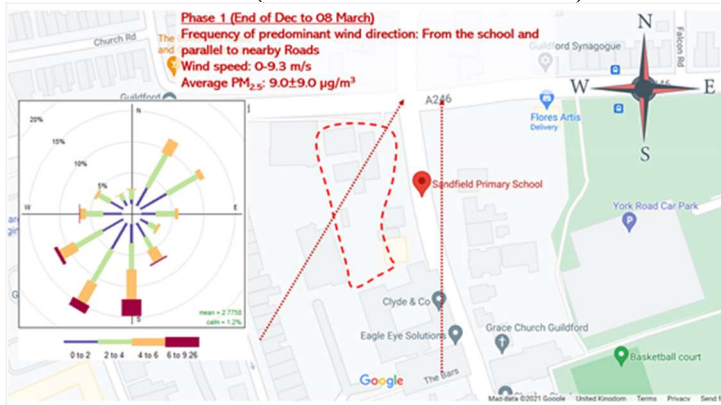 Phase 1 (End of Dec to 08 March)
Frequency of predominant wind direction: From the school and
parallel to nearby Roads
Wind speed: 0-9.3 m/s
Average PM2.5: 9.0±9.0 µg/m³
Church Rd
The
and
Guildford
Guildford Synagogue
Falcon Rd
N
W
E
S
A246
Flores Artis
Delivery
Sandfield Primary School
York Road Car Park
20%
15%
10%
5%
N
W
E
S
mean = 2.7758
calm = 1.2%
0 to 2
2 to 4
4 to 6
6 to 9.26
Clyde & Co
Eagle Eye Solutions
Grace Church Guildford
Basketball court
The Bars
Google
Map data ©2021 Google
United Kingdom
Terms
Privacy
Send f